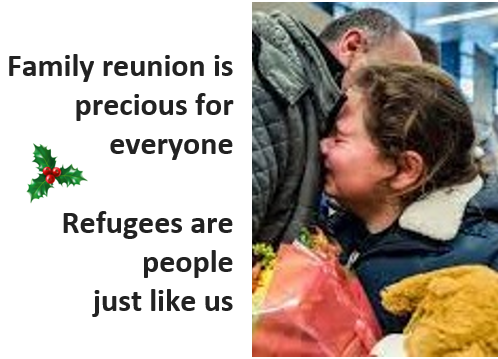 Family reunion is
precious for
everyone
Refugees are
people
just like us